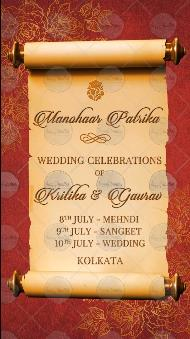 Manohaar Patrika
WEDDING CELEBRATIONS
OF
Kritika & Gaurav
8TH JULY - MEHNDI
9TH JULY - SANGEET
10TH JULY - WEDDING
KOLKATA